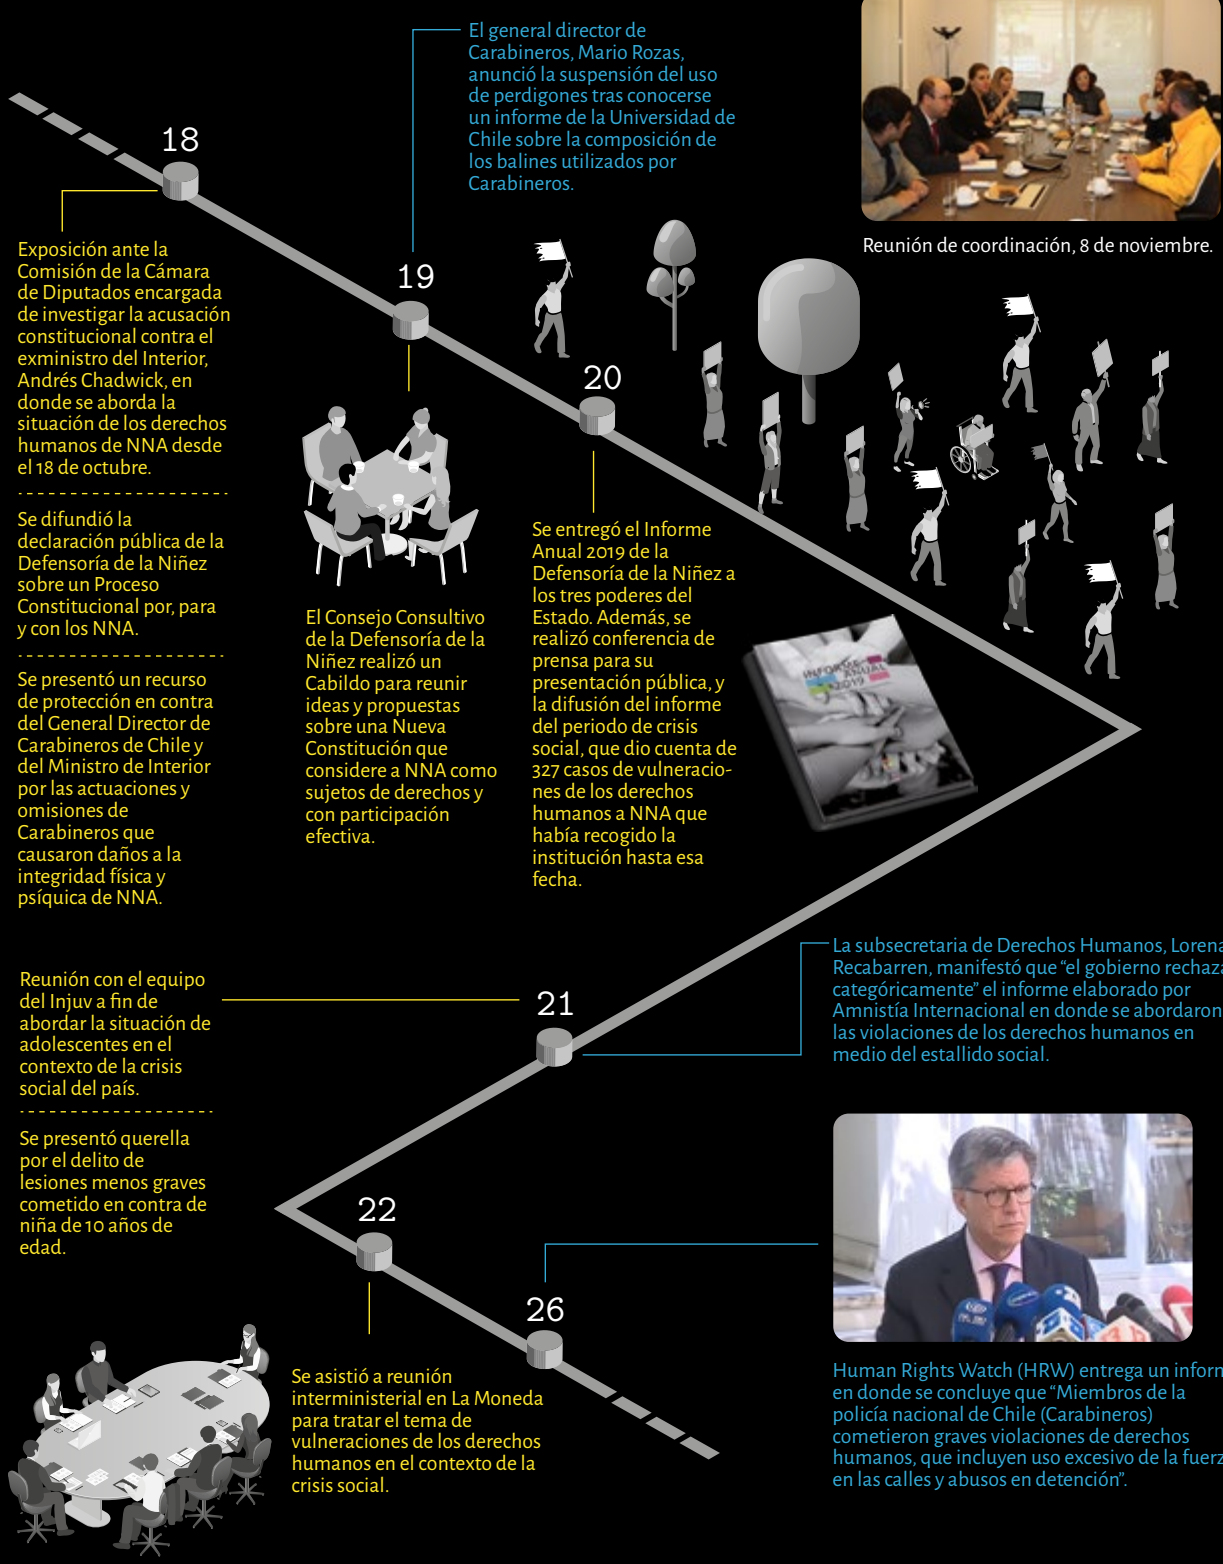 El general director de
Carabineros, Mario Rozas,
anunció la suspensión del uso
de perdigones tras conocerse
un informe de la Universidad de
Chile sobre la composición de
los balines utilizados por
Carabineros.
Reunión de coordinación, 8 de noviembre.
18
Exposición ante la
Comisión de la Cámara
de Diputados encargada
de investigar la acusación
constitucional contra el
exministro del Interior,
Andrés Chadwick, en
donde se aborda la
situación de los derechos
humanos de NNA desde
el 18 de octubre.
Se difundió la
declaración pública de la
Defensoría de la Niñez
sobre un Proceso
Constitucional por, para
y con los NNA.
Se presentó un recurso
de protección en contra
del General Director de
Carabineros de Chile y
del Ministro de Interior
por las actuaciones y
omisiones de
Carabineros que
causaron daños a la
integridad física y
psíquica de NNA.
19
El Consejo Consultivo
de la Defensoría de la
Niñez realizó un
Cabildo para reunir
ideas y propuestas
sobre una Nueva
Constitución que
considere a NNA como
sujetos de derechos y
con participación
efectiva.
20
Se entregó el Informe
Anual 2019 de la
Defensoría de la Niñez a
los tres poderes del
Estado. Además, se
realizó conferencia de
prensa para su
presentación pública, y
la difusión del informe
del periodo de crisis
social, que dio cuenta de
327 casos de vulneracio-
nes de los derechos
humanos a NNA que
había recogido la
institución hasta esa
fecha.
INFORME
ANUAL
2019
21
Reunión con el equipo
del Injuv a fin de
abordar la situación de
adolescentes en el
contexto de la crisis
social del país.
Se presentó querella
por el delito de
lesiones menos graves
cometido en contra de
niña de 10 años de
edad.
La subsecretaria de Derechos Humanos, Lorena
Recabarren, manifestó que “el gobierno rechaza
categóricamente” el informe elaborado por
Amnistía Internacional en donde se abordaron
las violaciones de los derechos humanos en
medio del estallido social.
22
Se asistió a reunión
interministerial en La Moneda
para tratar el tema de
vulneraciones de los derechos
humanos en el contexto de la
crisis social.
26
Human Rights Watch (HRW) entrega un inform
en donde se concluye que “Miembros de la
policía nacional de Chile (Carabineros)
cometieron graves violaciones de derechos
humanos, que incluyen uso excesivo de la fuerz
en las calles y abusos en detención”.